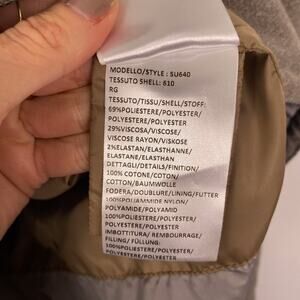 MODELLO/STYLE : SU640
TESSUTO SHELL: 610
RG
TESSUTO/TISSU/SHELL/STOFF:
69%POLIESTERE/POLYESTER
POLYESTERE/POLYESTER
29%VISCOSA/VISCOSE/
VISCOSE RAYON/VISKOSE
2%ELASTAN/ELASTHANNE/
ELASTANE/ELASTHAN
DETTAGLI/DETAILS/FINITION/
100% COTONE/COTON/
COTTON/BAUMWOLLE
FODERA/DOUBLURE/LINING/FUTTER
100%POLIAMMIDE NYLON/
POLYAMIDE/POLYAMID
100% POLIESTERE/POLYESTER/
POLYESTERE/POLYESTER
IMBOTTITURA/ REMBOURRAGE/
FILLING/ FÜLLUNG:
100% POLIESTERE/POLYESTER/
POLYESTERE/POLYESTER